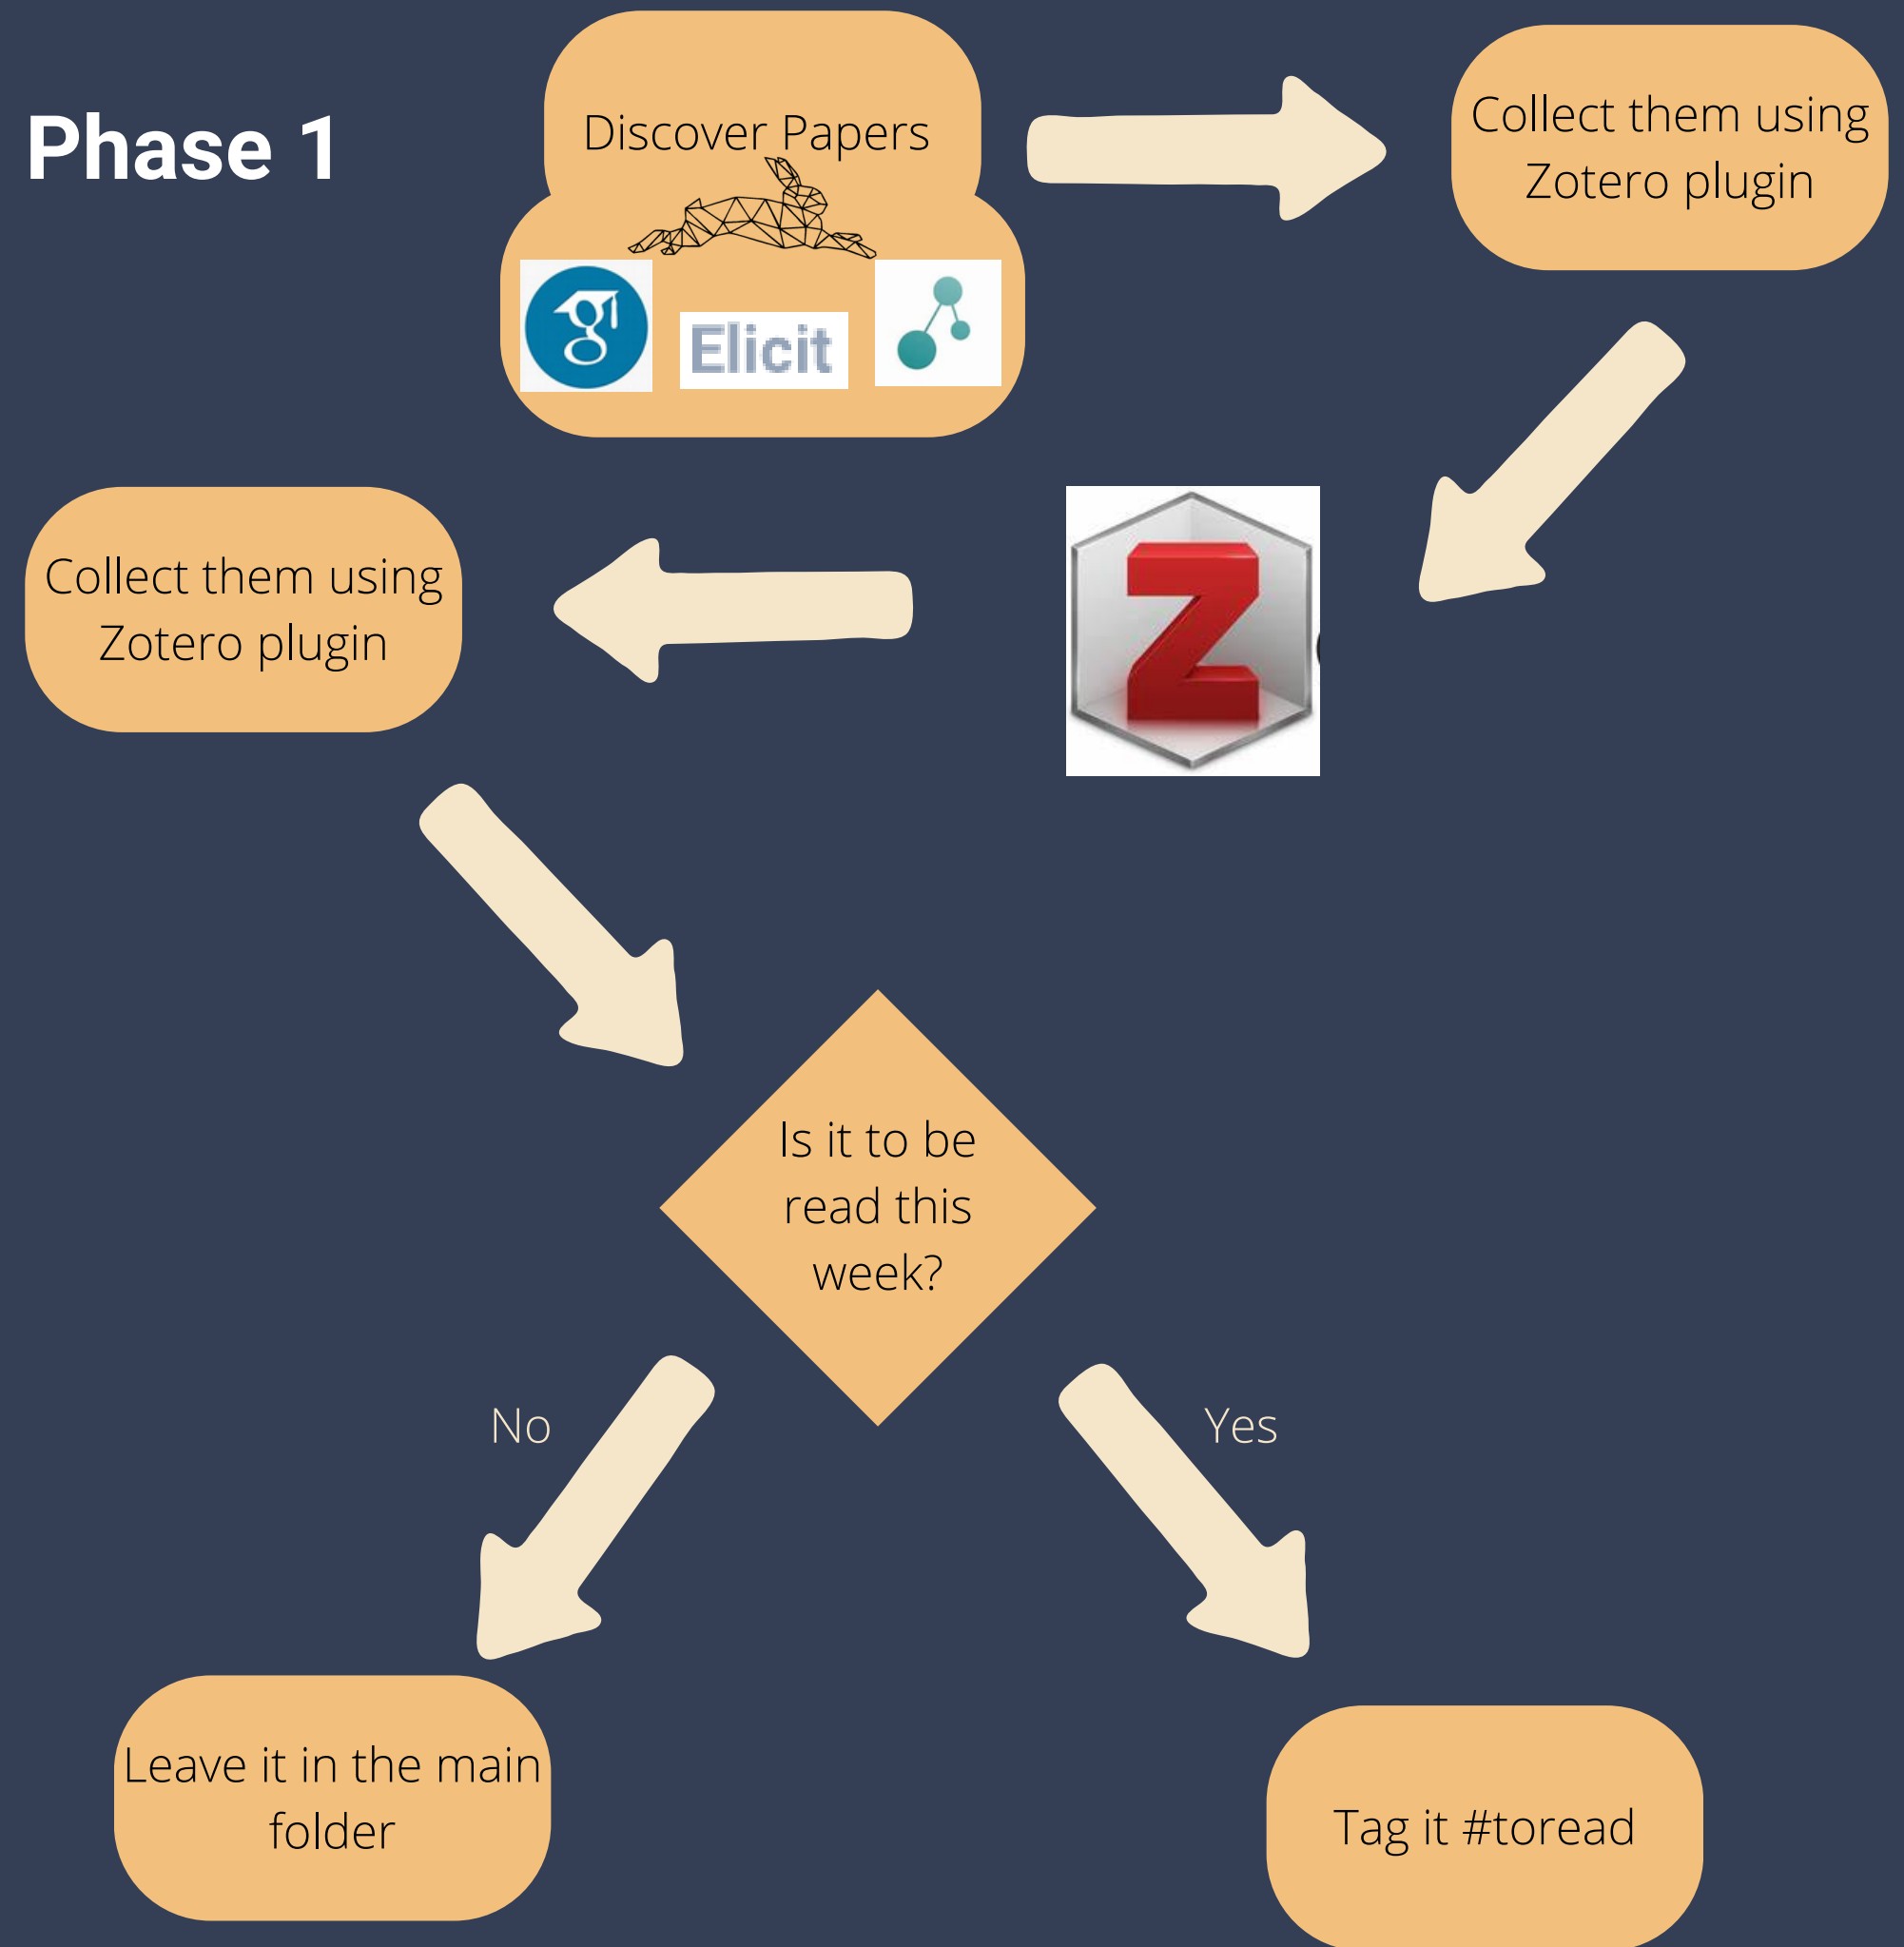 Phase 1
Discover Papers
Elicit
Collect them using
Zotero plugin
Z
Collect them using
Zotero plugin
Is it to be
read this
week?
No
Yes
Leave it in the main
folder
Tag it #toread